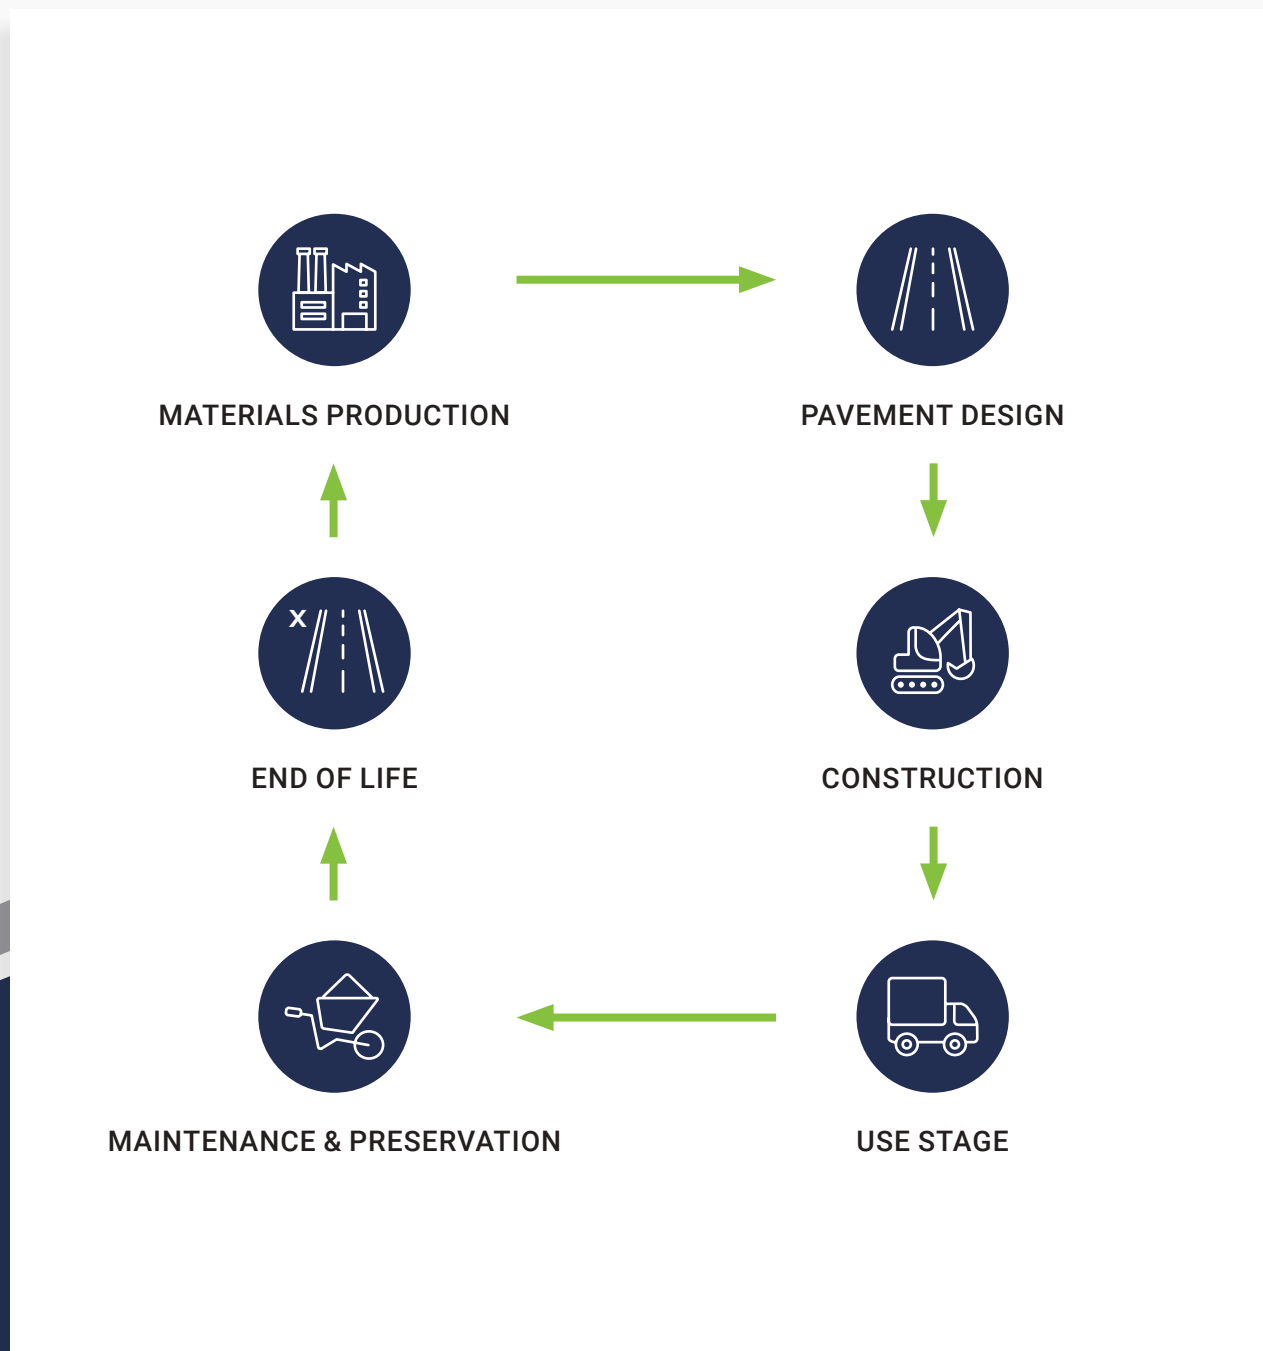 MATERIALS PRODUCTION
PAVEMENT DESIGN
X
END OF LIFE
CONSTRUCTION
MAINTENANCE & PRESERVATION
USE STAGE